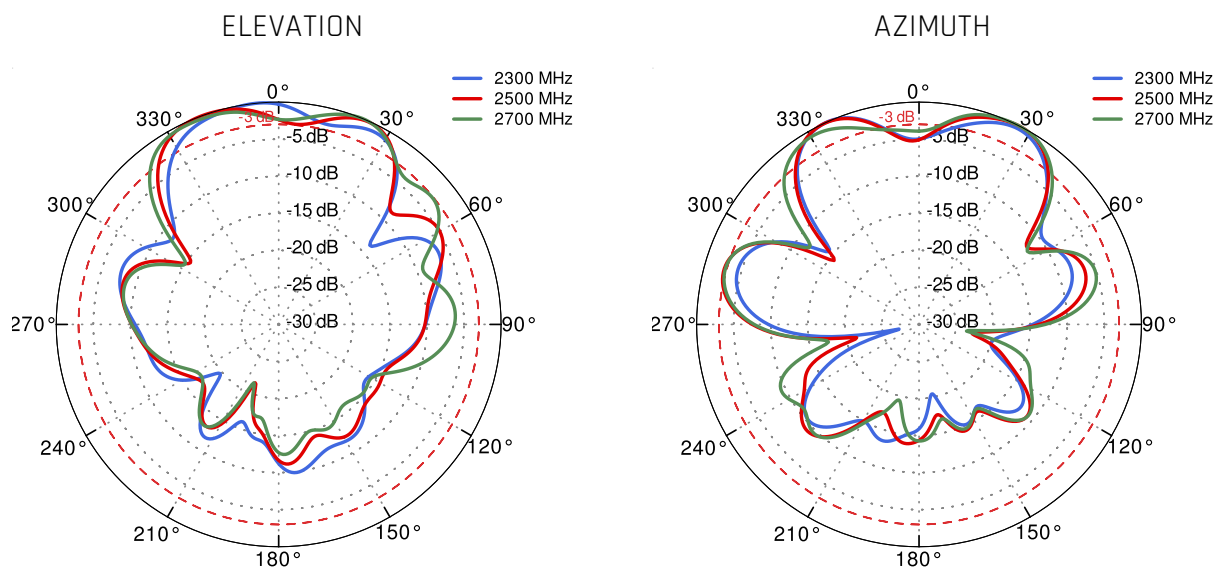 ELEVATION
2300 MHz
2500 MHz
2700 MHz
0°
330°
-3 dB
30°
-5 dB
-10 dB
300°
60°
-15 dB
-20 dB
-25 dB
270°
-30 dB
90°
240°
120°
210°
150°
180°
AZIMUTH
2300 MHz
2500 MHz
2700 MHz
0°
330°
-3 dB
30°
-5 dB
-10 dB
300°
60°
-15 dB
-20 dB
-25 dB
270°
-30 dB
90°
240°
120°
210°
150°
180°